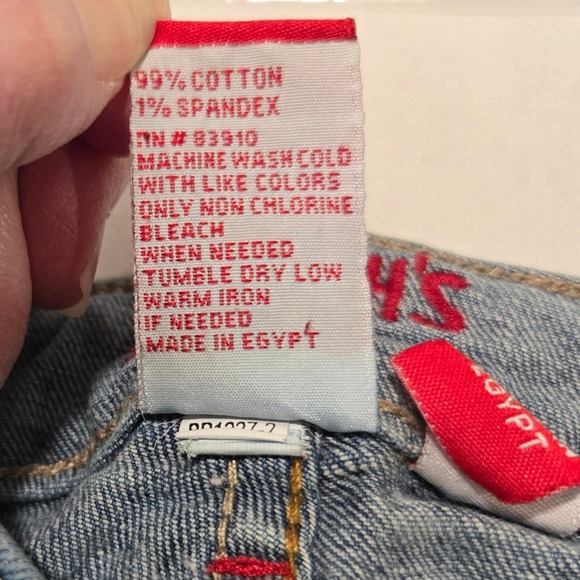 99% COTTON
1% SPANDEX
RN # 83910
MACHINE WASH COLD
WITH LIKE COLORS
ONLY NON CHLORINE
BLEACH
WHEN NEEDED
TUMBLE DRY LOW
WARM IRON
IF NEEDED
MADE IN EGYPT
4's
EGYPT